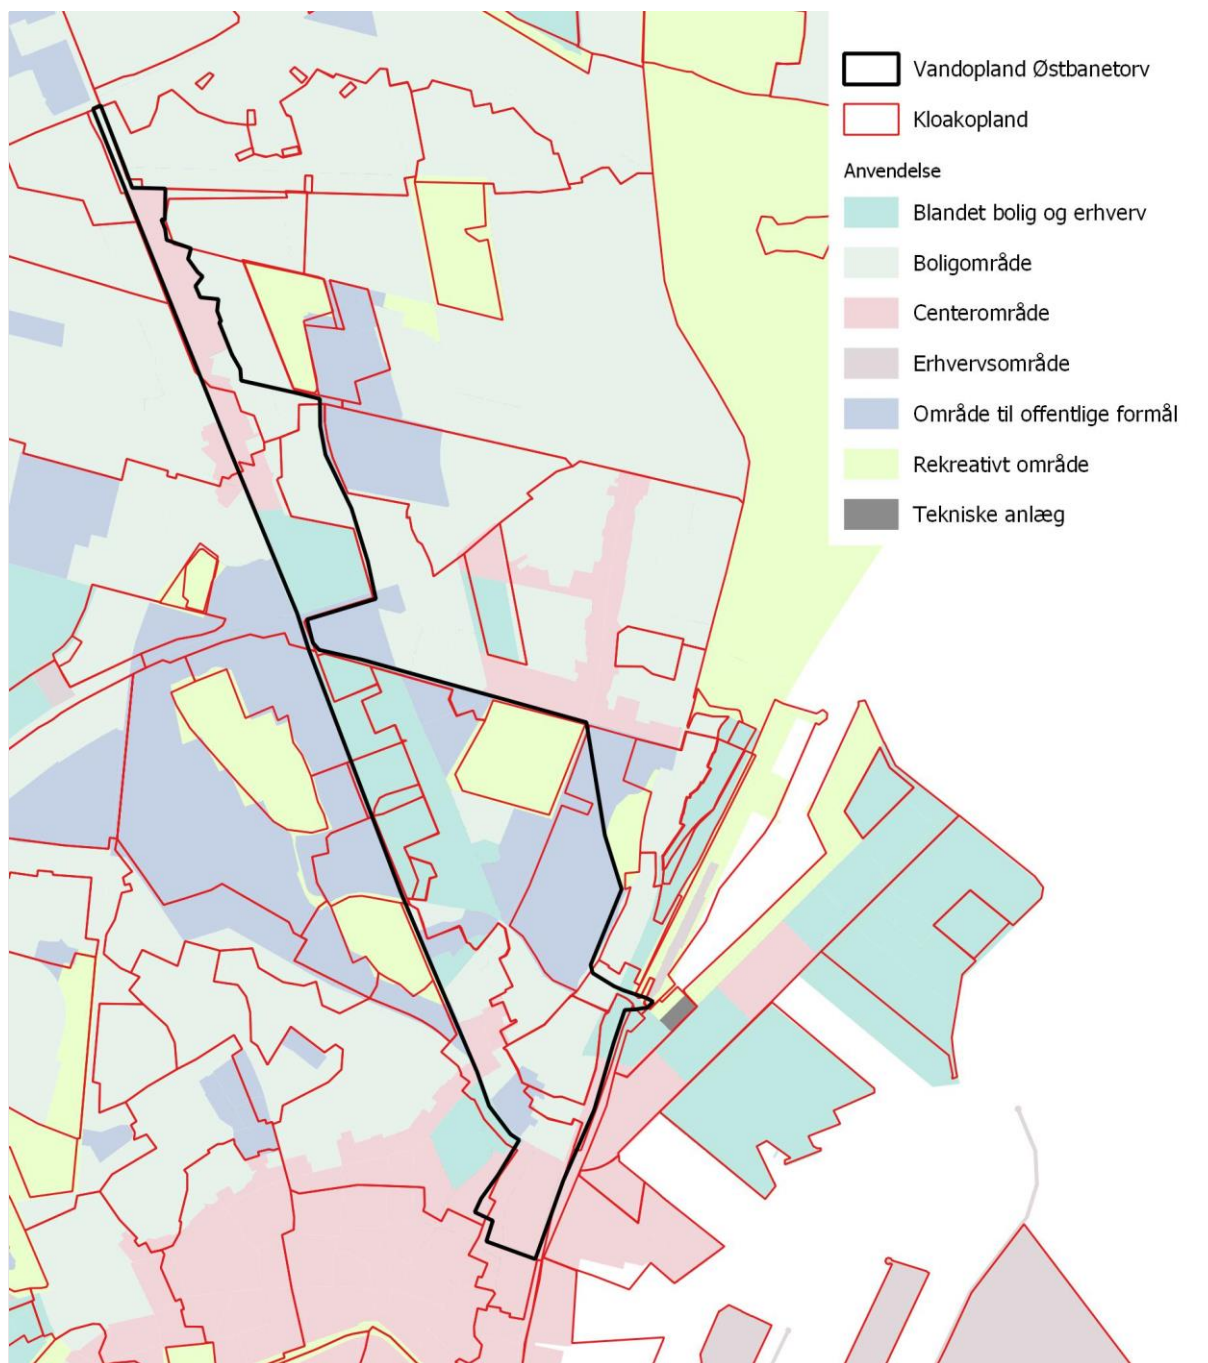 Vandopland Østbanetorv
Kloakopland
Anvendelse
Blandet bolig og erhverv
Boligområde
Centerområde
Erhvervsområde
Område til offentlige formål
Rekreativt område
Tekniske anlæg